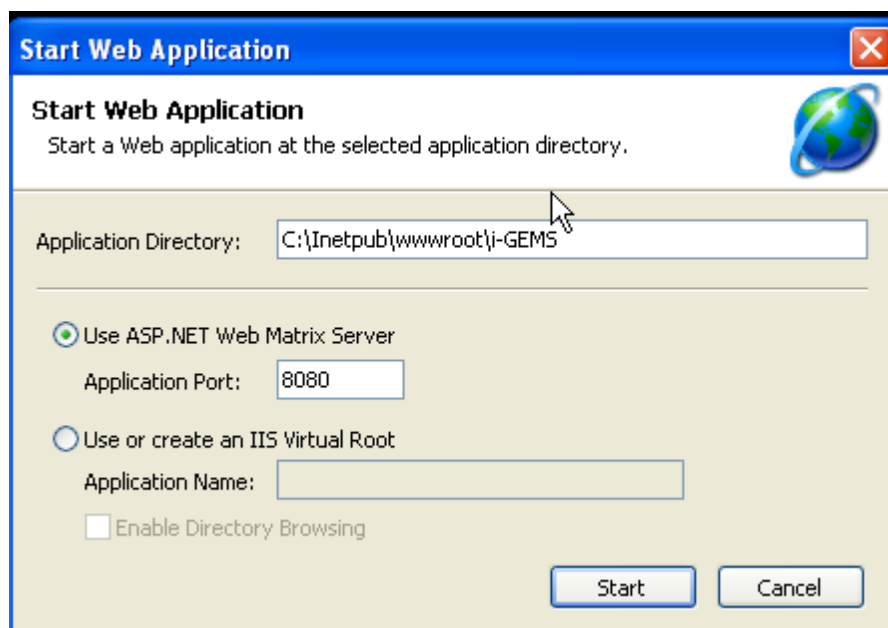 Start Web Application
Start Web Application
Start a Web application at the selected application directory.
Application Directory: C:\Inetpub\wwwroot\i-GEMS
Use ASP.NET Web Matrix Server
Application Port: 8080
Use or create an IIS Virtual Root
Application Name:
Enable Directory Browsing
Start Cancel